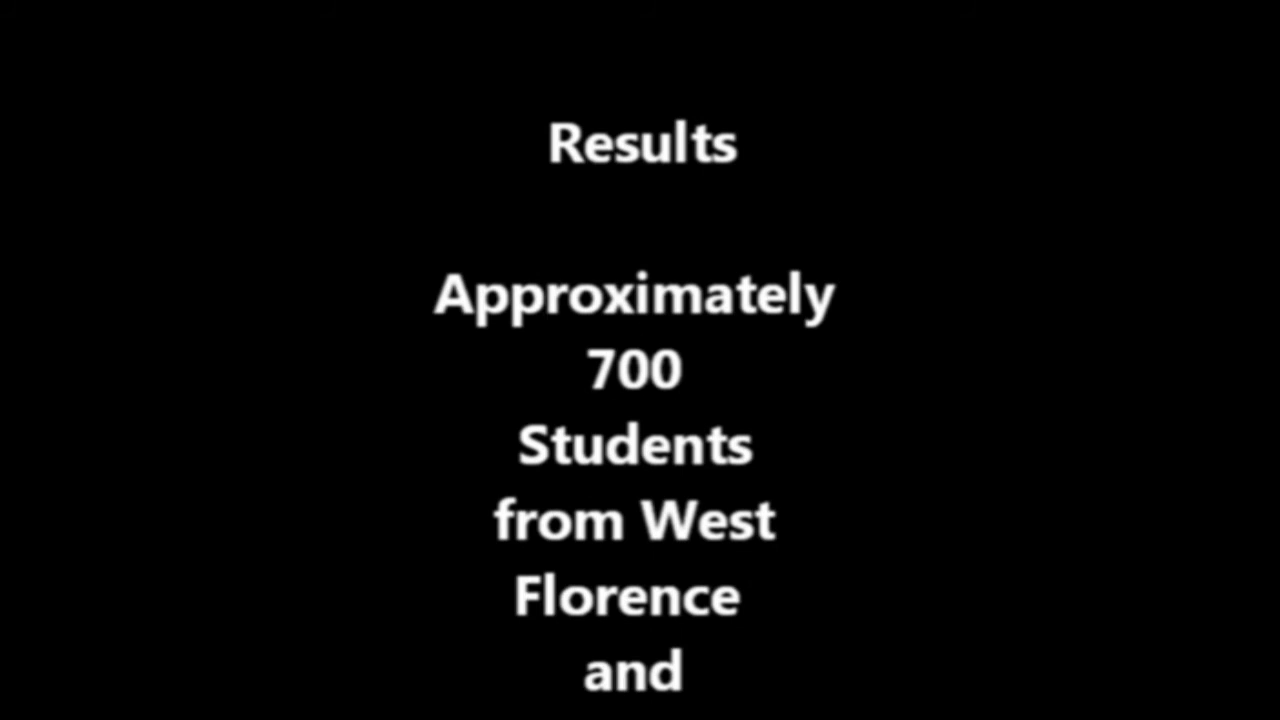 Results
Approximately
700
Students
from West
Florence
and